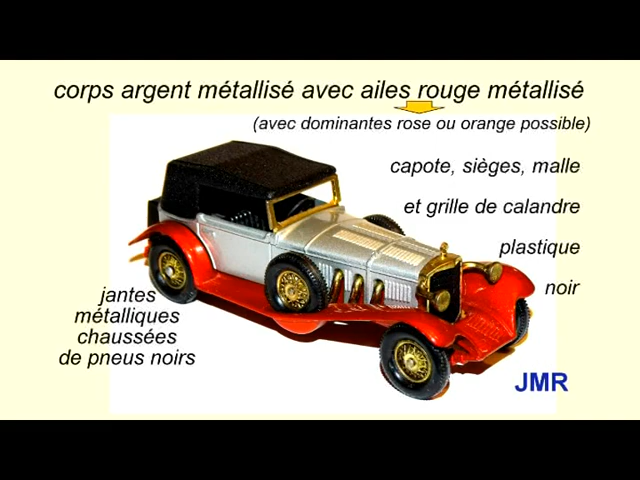 corps argent métallisé avec ailes rouge métallisé
(avec dominantes rose ou orange possible)
capote, sièges, malle
et grille de calandre
plastique
noir
jantes
métalliques
chaussées
de pneus noirs
JMR